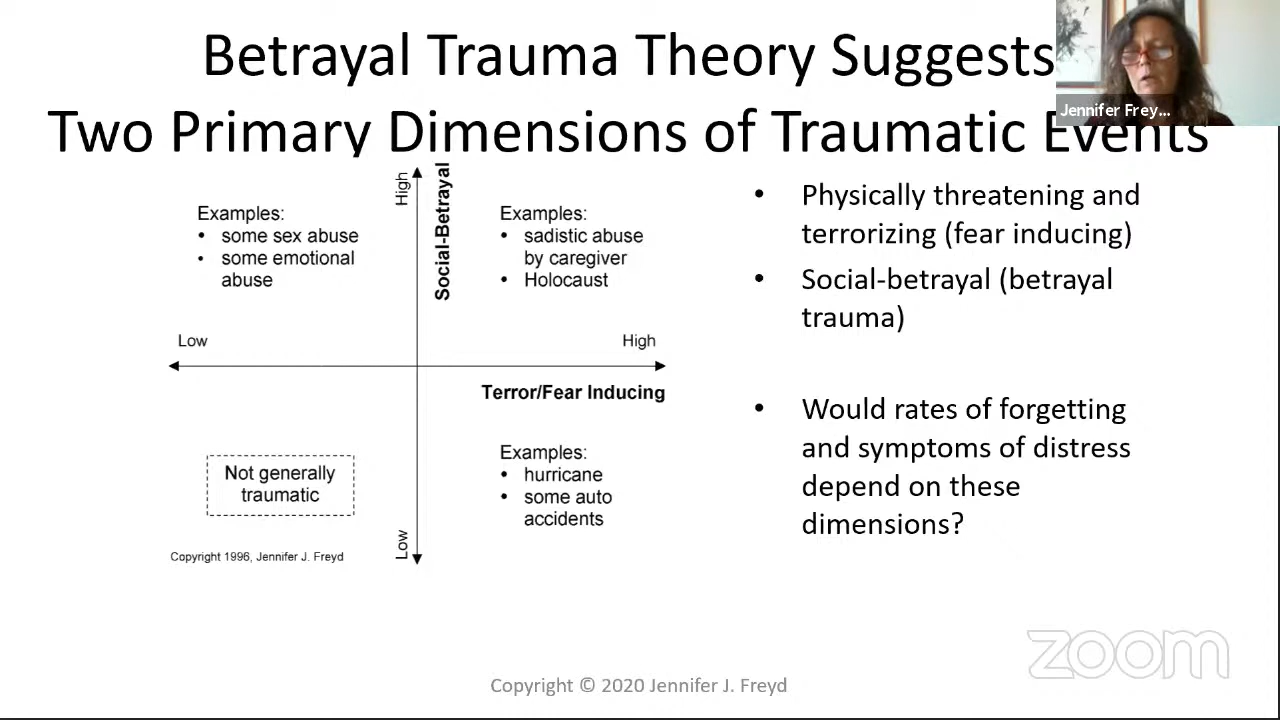 Betrayal Trauma Theory Suggests
Two Primary Dimensions of Traumatic Events
Jennifer Frey...
High
Social-Betrayal
Examples:
• some sex abuse
• some emotional
abuse
Examples:
• sadistic abuse
by caregiver
• Holocaust
Low
High
Terror/Fear Inducing
Not generally
traumatic
Examples:
• hurricane
• some auto
accidents
Low
Copyright 1996, Jennifer J. Freyd
• Physically threatening and
terrorizing (fear inducing)
• Social-betrayal (betrayal
trauma)
• Would rates of forgetting
and symptoms of distress
depend on these
dimensions?
zoom
Copyright © 2020 Jennifer J. Freyd